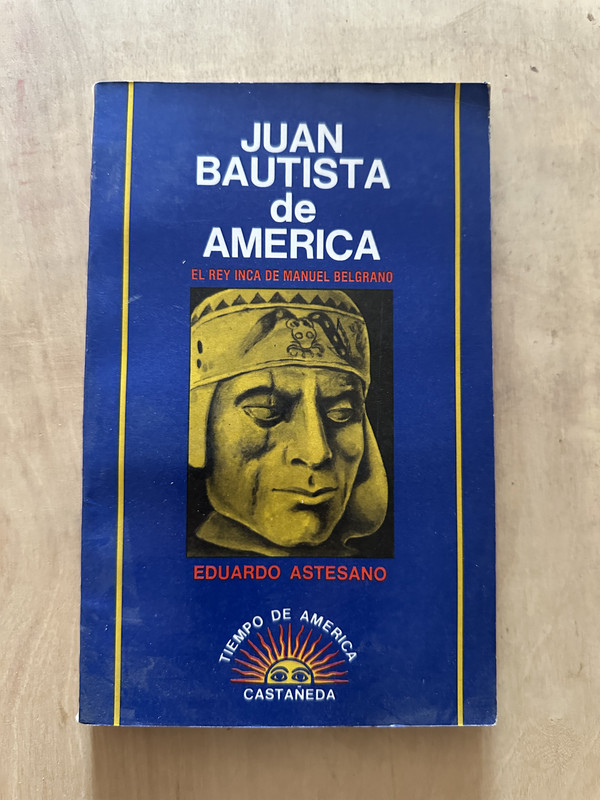 JUAN
BAUTISTA
de
AMERICA
EL REY INCA DE MANUEL BELGRANO
EDUARDO ASTESANO
TIEMPO DE AMERICA
CASTAÑEDA